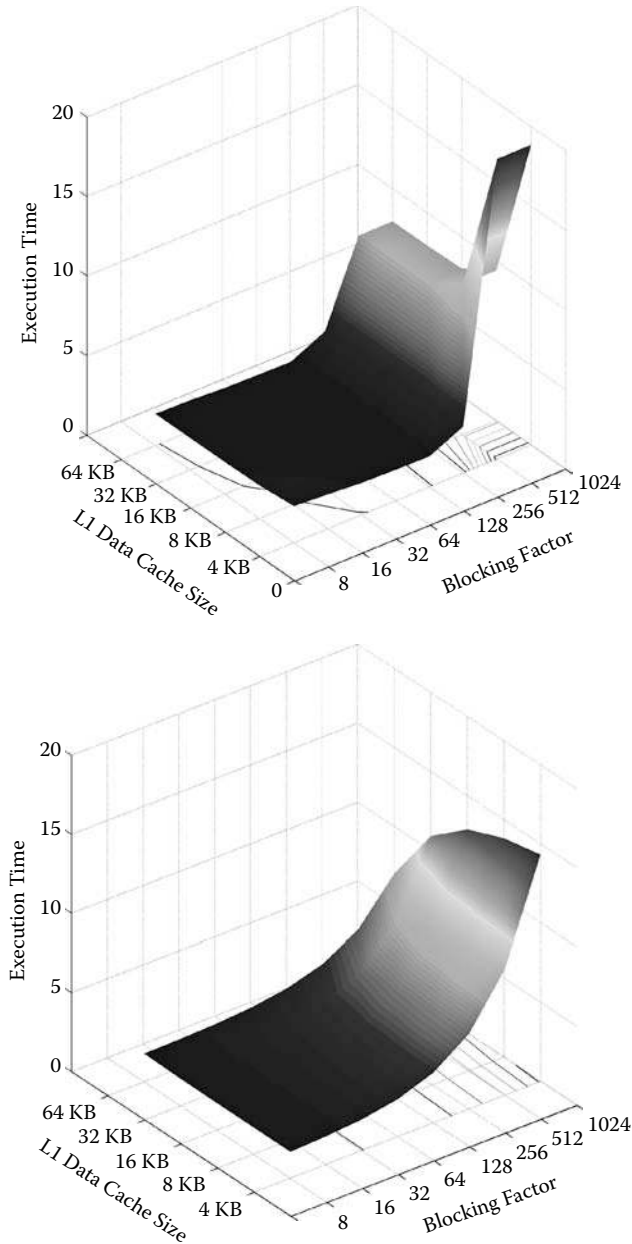 20
15
10
5
0
Execution Time
64 KB
32 KB
16 KB
8 KB
4 KB
0
L1 Data Cache Size
8
16
32
64
128
256
512
1024
Blocking Factor
20
15
10
5
0
Execution Time
64 KB
32 KB
16 KB
8 KB
4 KB
L1 Data Cache Size
8
16
32
64
128
256
512
1024
Blocking Factor